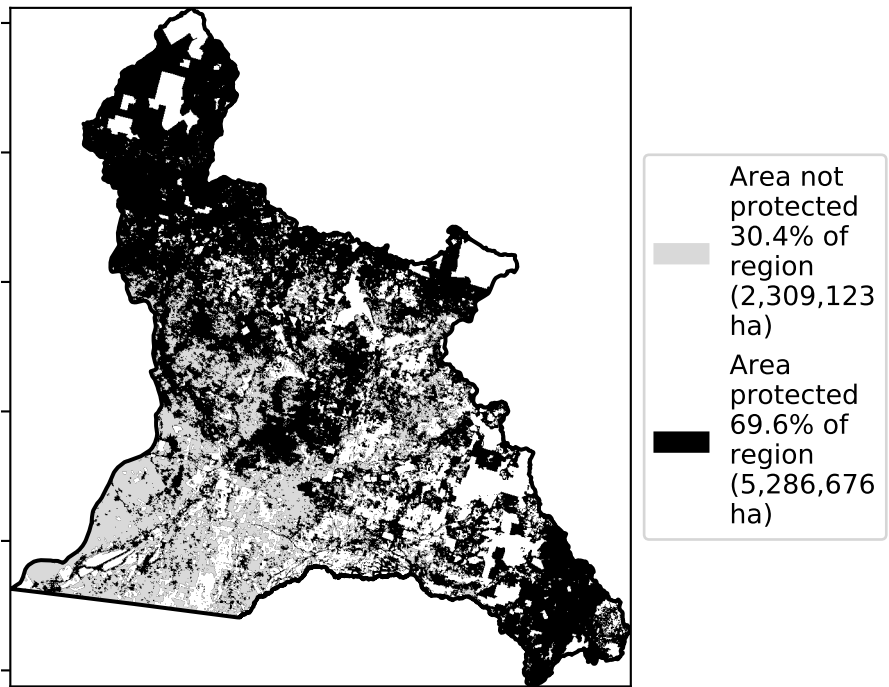 Area not
protected
30.4% of
region
(2,309,123
ha)
Area
protected
69.6% of
region
(5,286,676
ha)